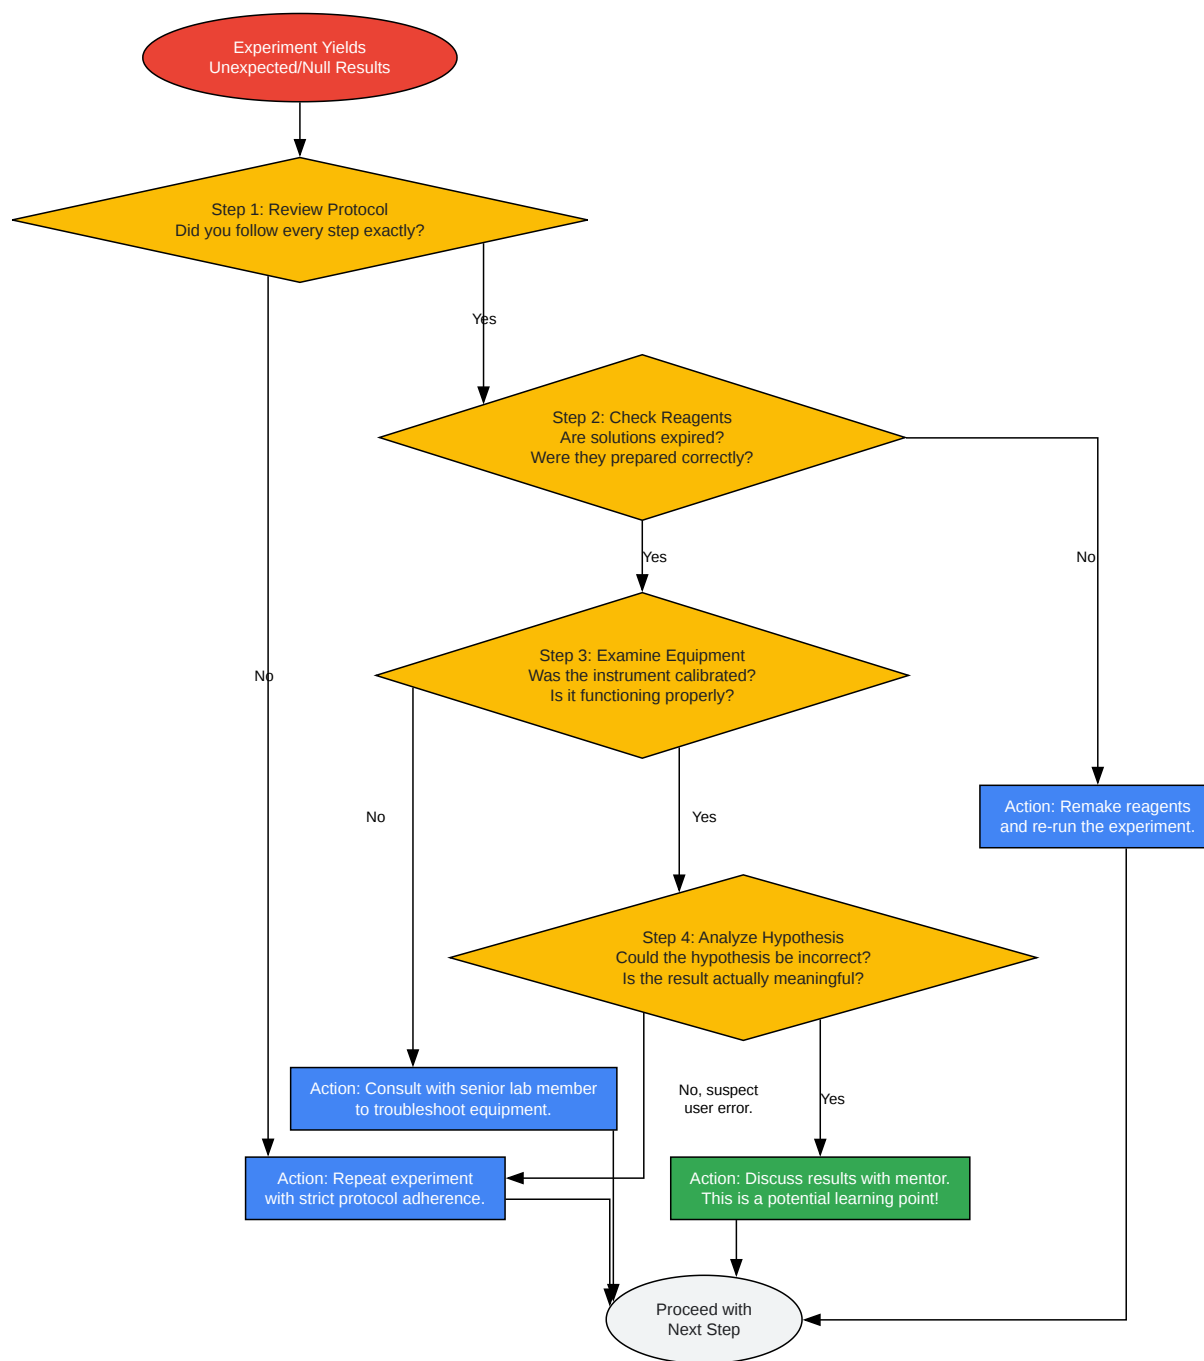 Experiment Yields
Unexpected/Null Results
Step 1: Review Protocol
Did you follow every step exactly?
Yes
Step 2: Check Reagents
Are solutions expired?
Were they prepared correctly?
Yes
No
Step 3: Examine Equipment
Was the instrument calibrated?
Is it functioning properly?
No
No
Yes
Action: Remake reagents
and re-run the experiment.
Step 4: Analyze Hypothesis
Could the hypothesis be incorrect?
Is the result actually meaningful?
Action: Consult with senior lab member
to troubleshoot equipment.
No, suspect
user error.
Yes
Action: Repeat experiment
with strict protocol adherence.
Action: Discuss results with mentor.
This is a potential learning point!
Proceed with
Next Step